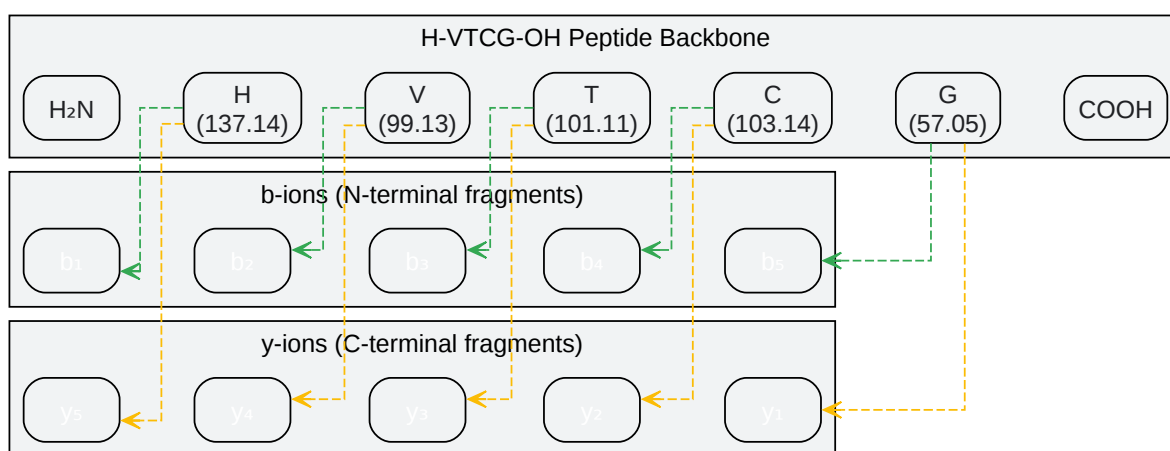 H-VTCG-OH Peptide Backbone
H₂N
H
(137.14)
V
(99.13)
T
(101.11)
C
(103.14)
G
(57.05)
COOH
b-ions (N-terminal fragments)
b₁
b₂
b₃
b₄
b₅
y-ions (C-terminal fragments)
y₅
y₄
y₃
y₂
y₁